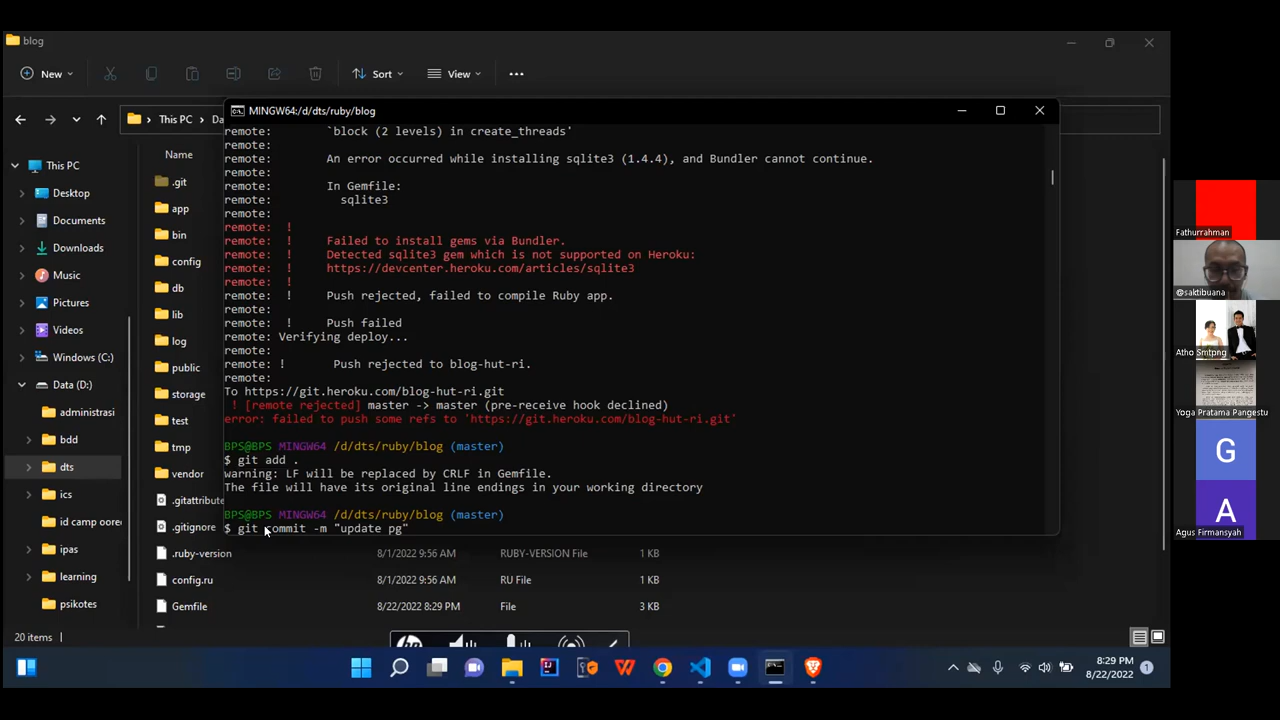 blog
New
Sort
View
This PC
Da
MINGW64:/d/dts/ruby/blog
This PC
Desktop
Documents
Downloads
Music
Pictures
Videos
Windows (C:)
Data (D:)
administrasi
bdd
dts
ics
id camp oore
ipas
learning
psikotes
Name
.git
app
bin
config
db
lib
log
public
storage
test
tmp
vendor
.gitattribute
.gitignore
.ruby-version 8/1/2022 9:56 AM RUBY-VERSION File 1 KB
config.ru 8/1/2022 9:56 AM RU File 1 KB
Gemfile 8/22/2022 8:29 PM File 3 KB
remote: `block (2 levels) in create_threads'
remote:
remote: An error occurred while installing sqlite3 (1.4.4), and Bundler cannot continue.
remote:
remote: In Gemfile:
remote: sqlite3
remote:
remote: !
remote: ! Failed to install gems via Bundler.
remote: ! Detected sqlite3 gem which is not supported on Heroku:
remote: ! https://devcenter.heroku.com/articles/sqlite3
remote: !
remote: ! Push rejected, failed to compile Ruby app.
remote:
remote: ! Push failed
remote: Verifying deploy...
remote:
remote: ! Push rejected to blog-hut-ri.
remote:
To https://git.heroku.com/blog-hut-ri.git
! [remote rejected] master -> master (pre-receive hook declined)
error: failed to push some refs to 'https://git.heroku.com/blog-hut-ri.git'
BPS@BPS MINGW64 /d/dts/ruby/blog (master)
$ git add .
warning: LF will be replaced by CRLF in Gemfile.
The file will have its original line endings in your working directory
BPS@BPS MINGW64 /d/dts/ruby/blog (master)
$ git commit -m "update pg"
20 items
hp
8:29 PM
8/22/2022
1
Fathurrahman
@saktibuana
Atho Smtpng
Yoga Pratama Pangestu
G
A
Agus Firmansyah